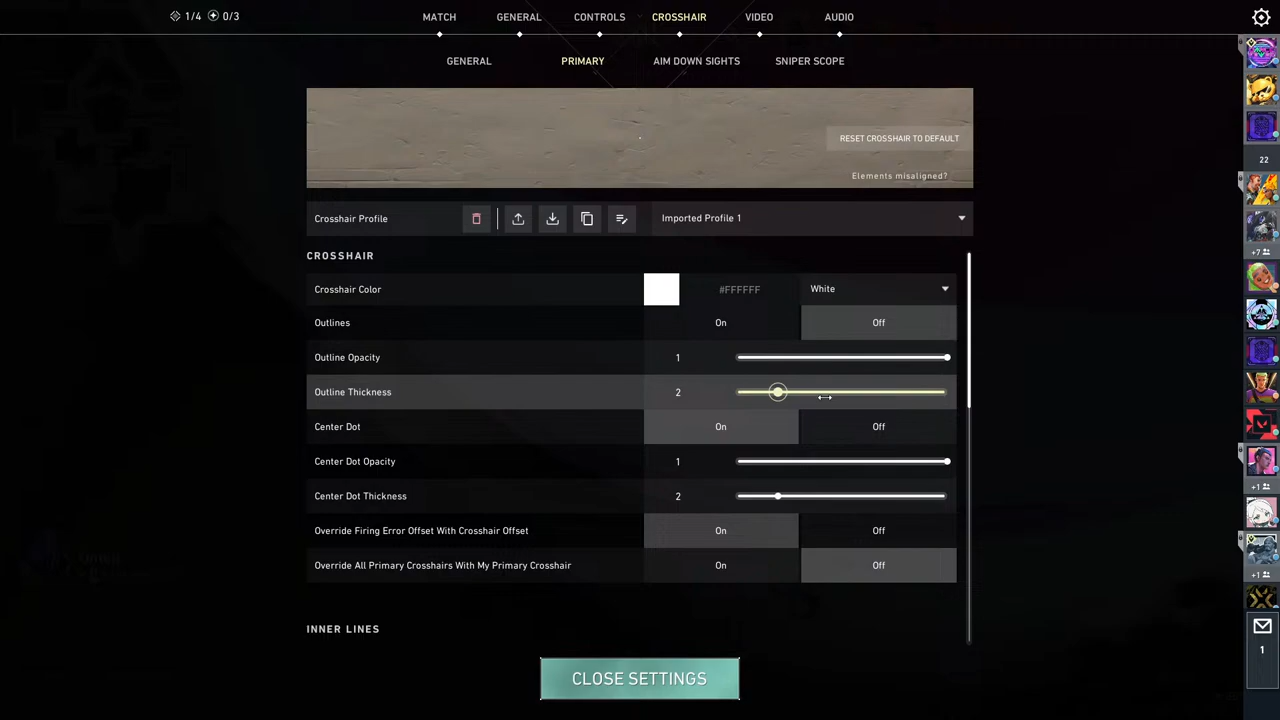 1/4 0/3
MATCH GENERAL CONTROLS CROSSHAIR VIDEO AUDIO
GENERAL PRIMARY AIM DOWN SIGHTS SNIPER SCOPE
RESET CROSSHAIR TO DEFAULT
Elements misaligned?
Crosshair Profile Imported Profile 1
CROSSHAIR
Crosshair Color #FFFFFF White
Outlines On Off
Outline Opacity 1
Outline Thickness 2
Center Dot On Off
Center Dot Opacity 1
Center Dot Thickness 2
Override Firing Error Offset With Crosshair Offset On Off
Override All Primary Crosshairs With My Primary Crosshair On Off
INNER LINES
CLOSE SETTINGS
22
+7
+1
+1
1